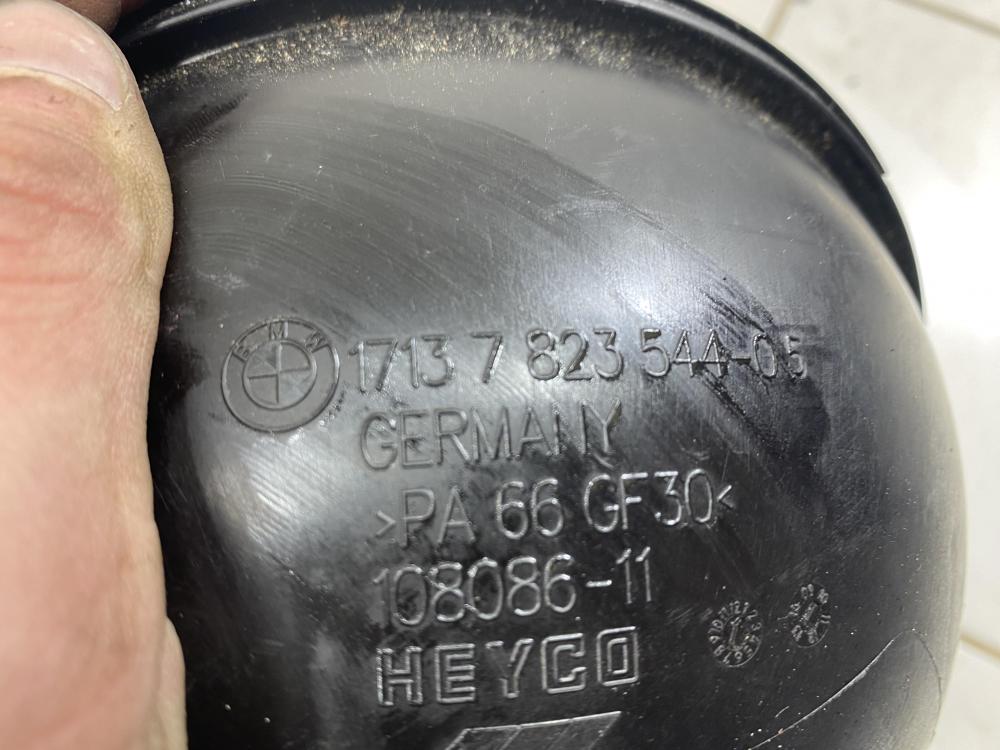 BMW 1713 7 823 544-05
GERMANY
>PA 66 GF30<
108086-11
HEYCO